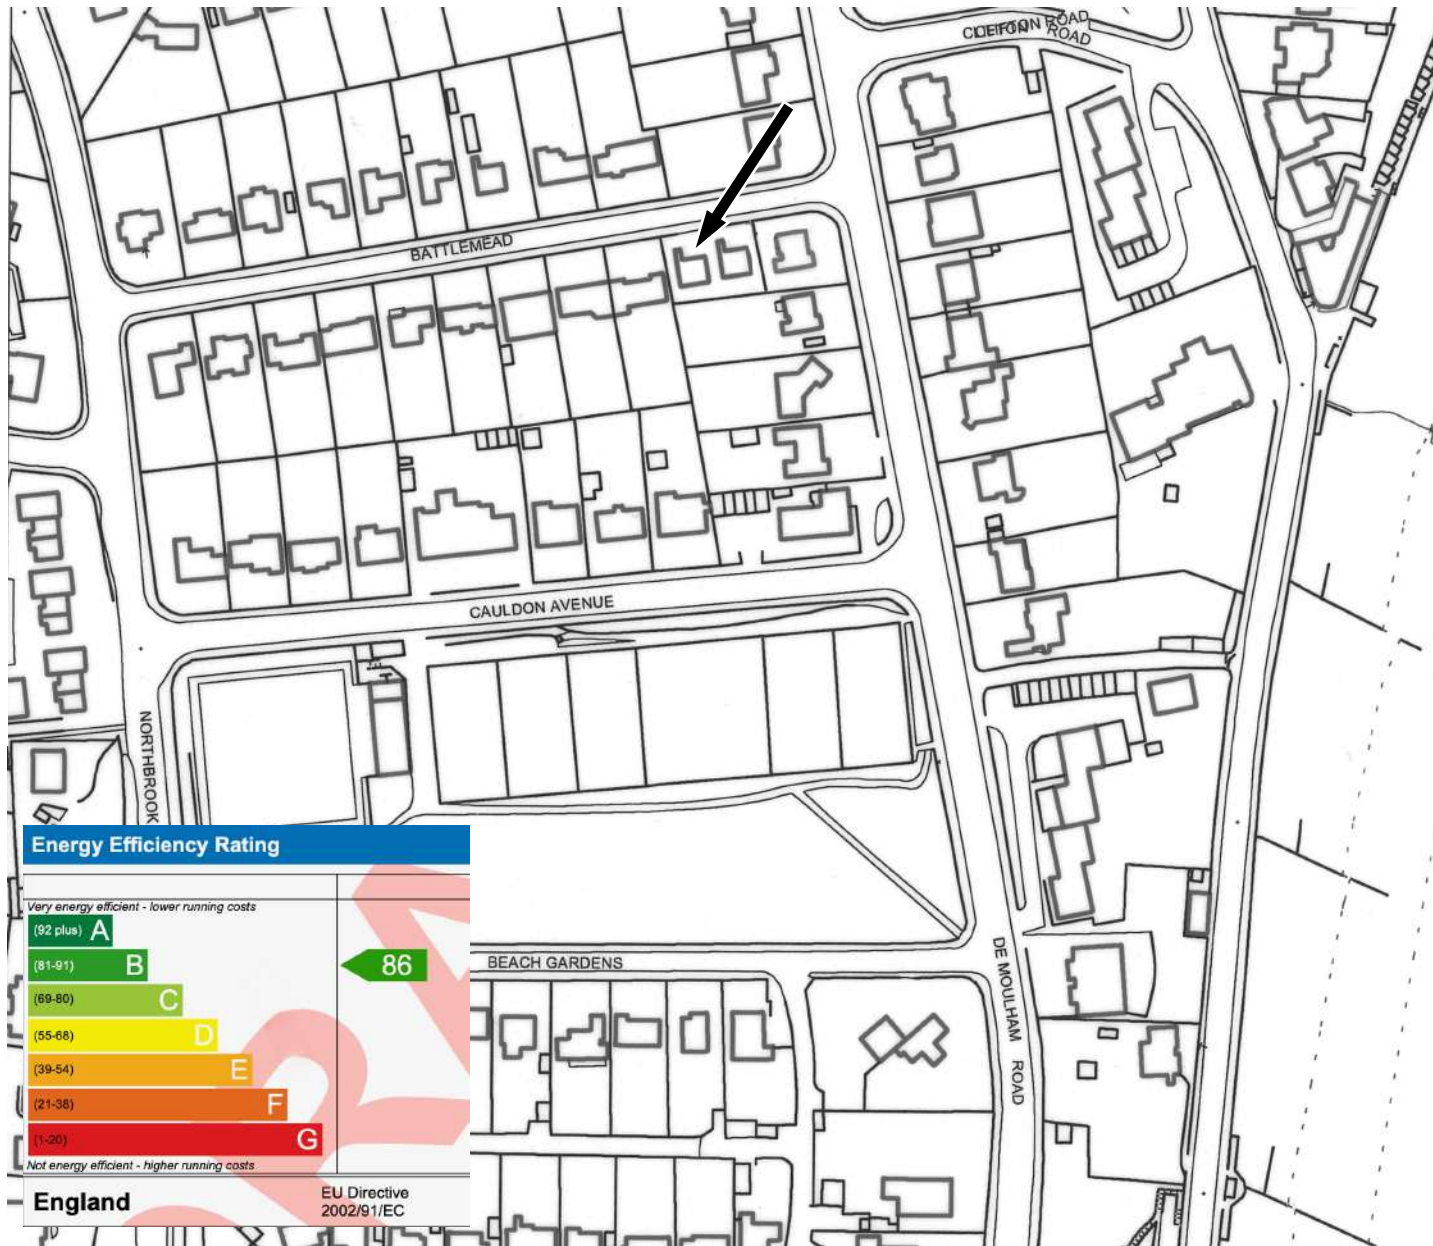 CLIFTON ROAD
CLIFTON ROAD
BATTLEMEAD
CAULDON AVENUE
NORTHBROOK
BEACH GARDENS
DE MOULHAM ROAD
Energy Efficiency Rating
Very energy efficient - lower running costs
(92 plus) A
(81-91) B
86
(69-80) C
(55-68) D
(39-54) E
(21-38) F
(1-20) G
Not energy efficient - higher running costs
England
EU Directive
2002/91/EC